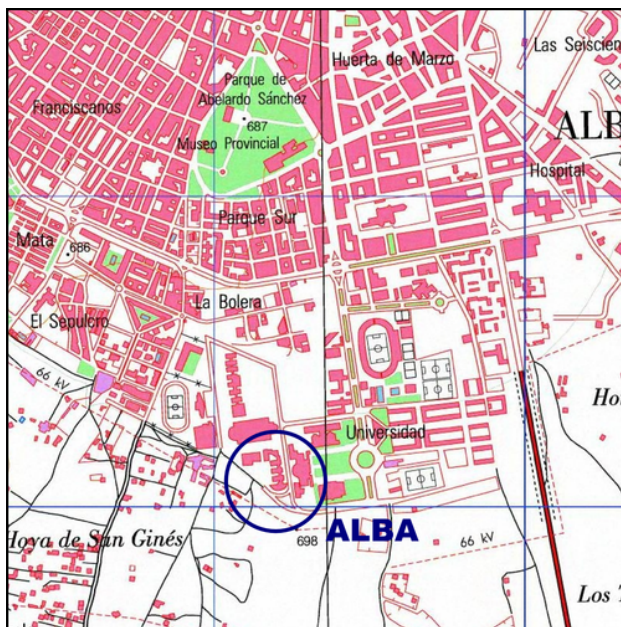 Huerta de Marzo
Las Seiscien
Parque de
Abelardo Sánchez
Franciscanos
687
ALB
Museo Provincial
Hospital
Parque Sur
Mata
686
La Bolera
El Sepulcro
66 kV
Ho
Universidad
Hoya de San Ginés
698
ALBA
66 kV
Los T